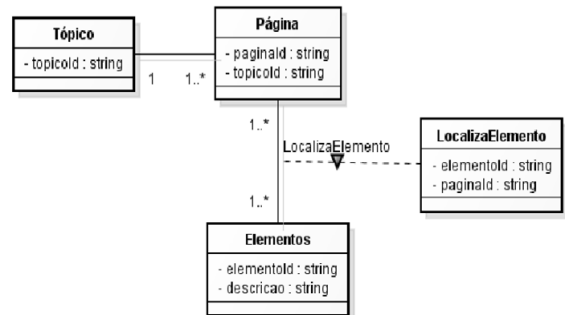 Tópico
- topicoId : string
Página
- paginaId : string
- topicoId : string
1
1..*
1..*
LocalizaElemento
LocalizaElemento
- elementoId : string
- paginaId : string
1..*
Elementos
- elementoId : string
- descricao : string